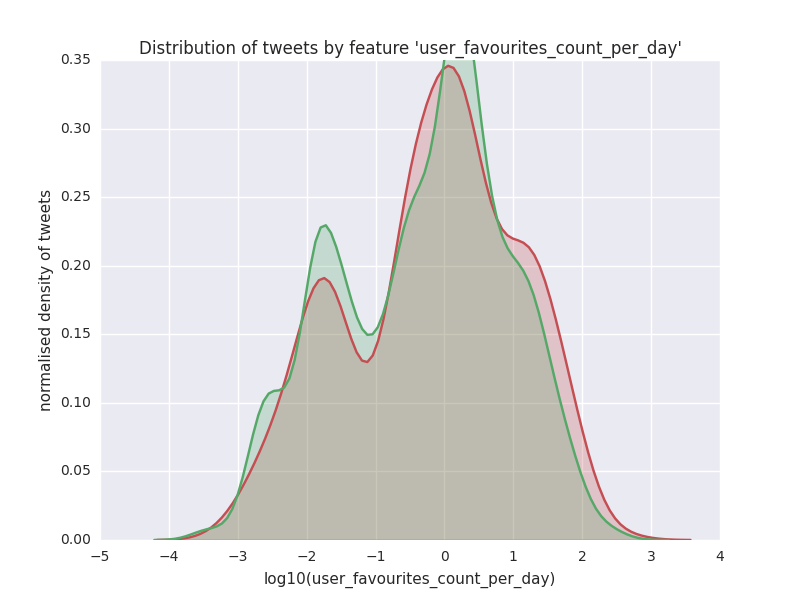 Distribution of tweets by feature 'user_favourites_count_per_day'
normalised density of tweets
0.35
0.30
0.25
0.20
0.15
0.10
0.05
0.00
−5 −4 −3 −2 −1 0 1 2 3 4
log10(user_favourites_count_per_day)